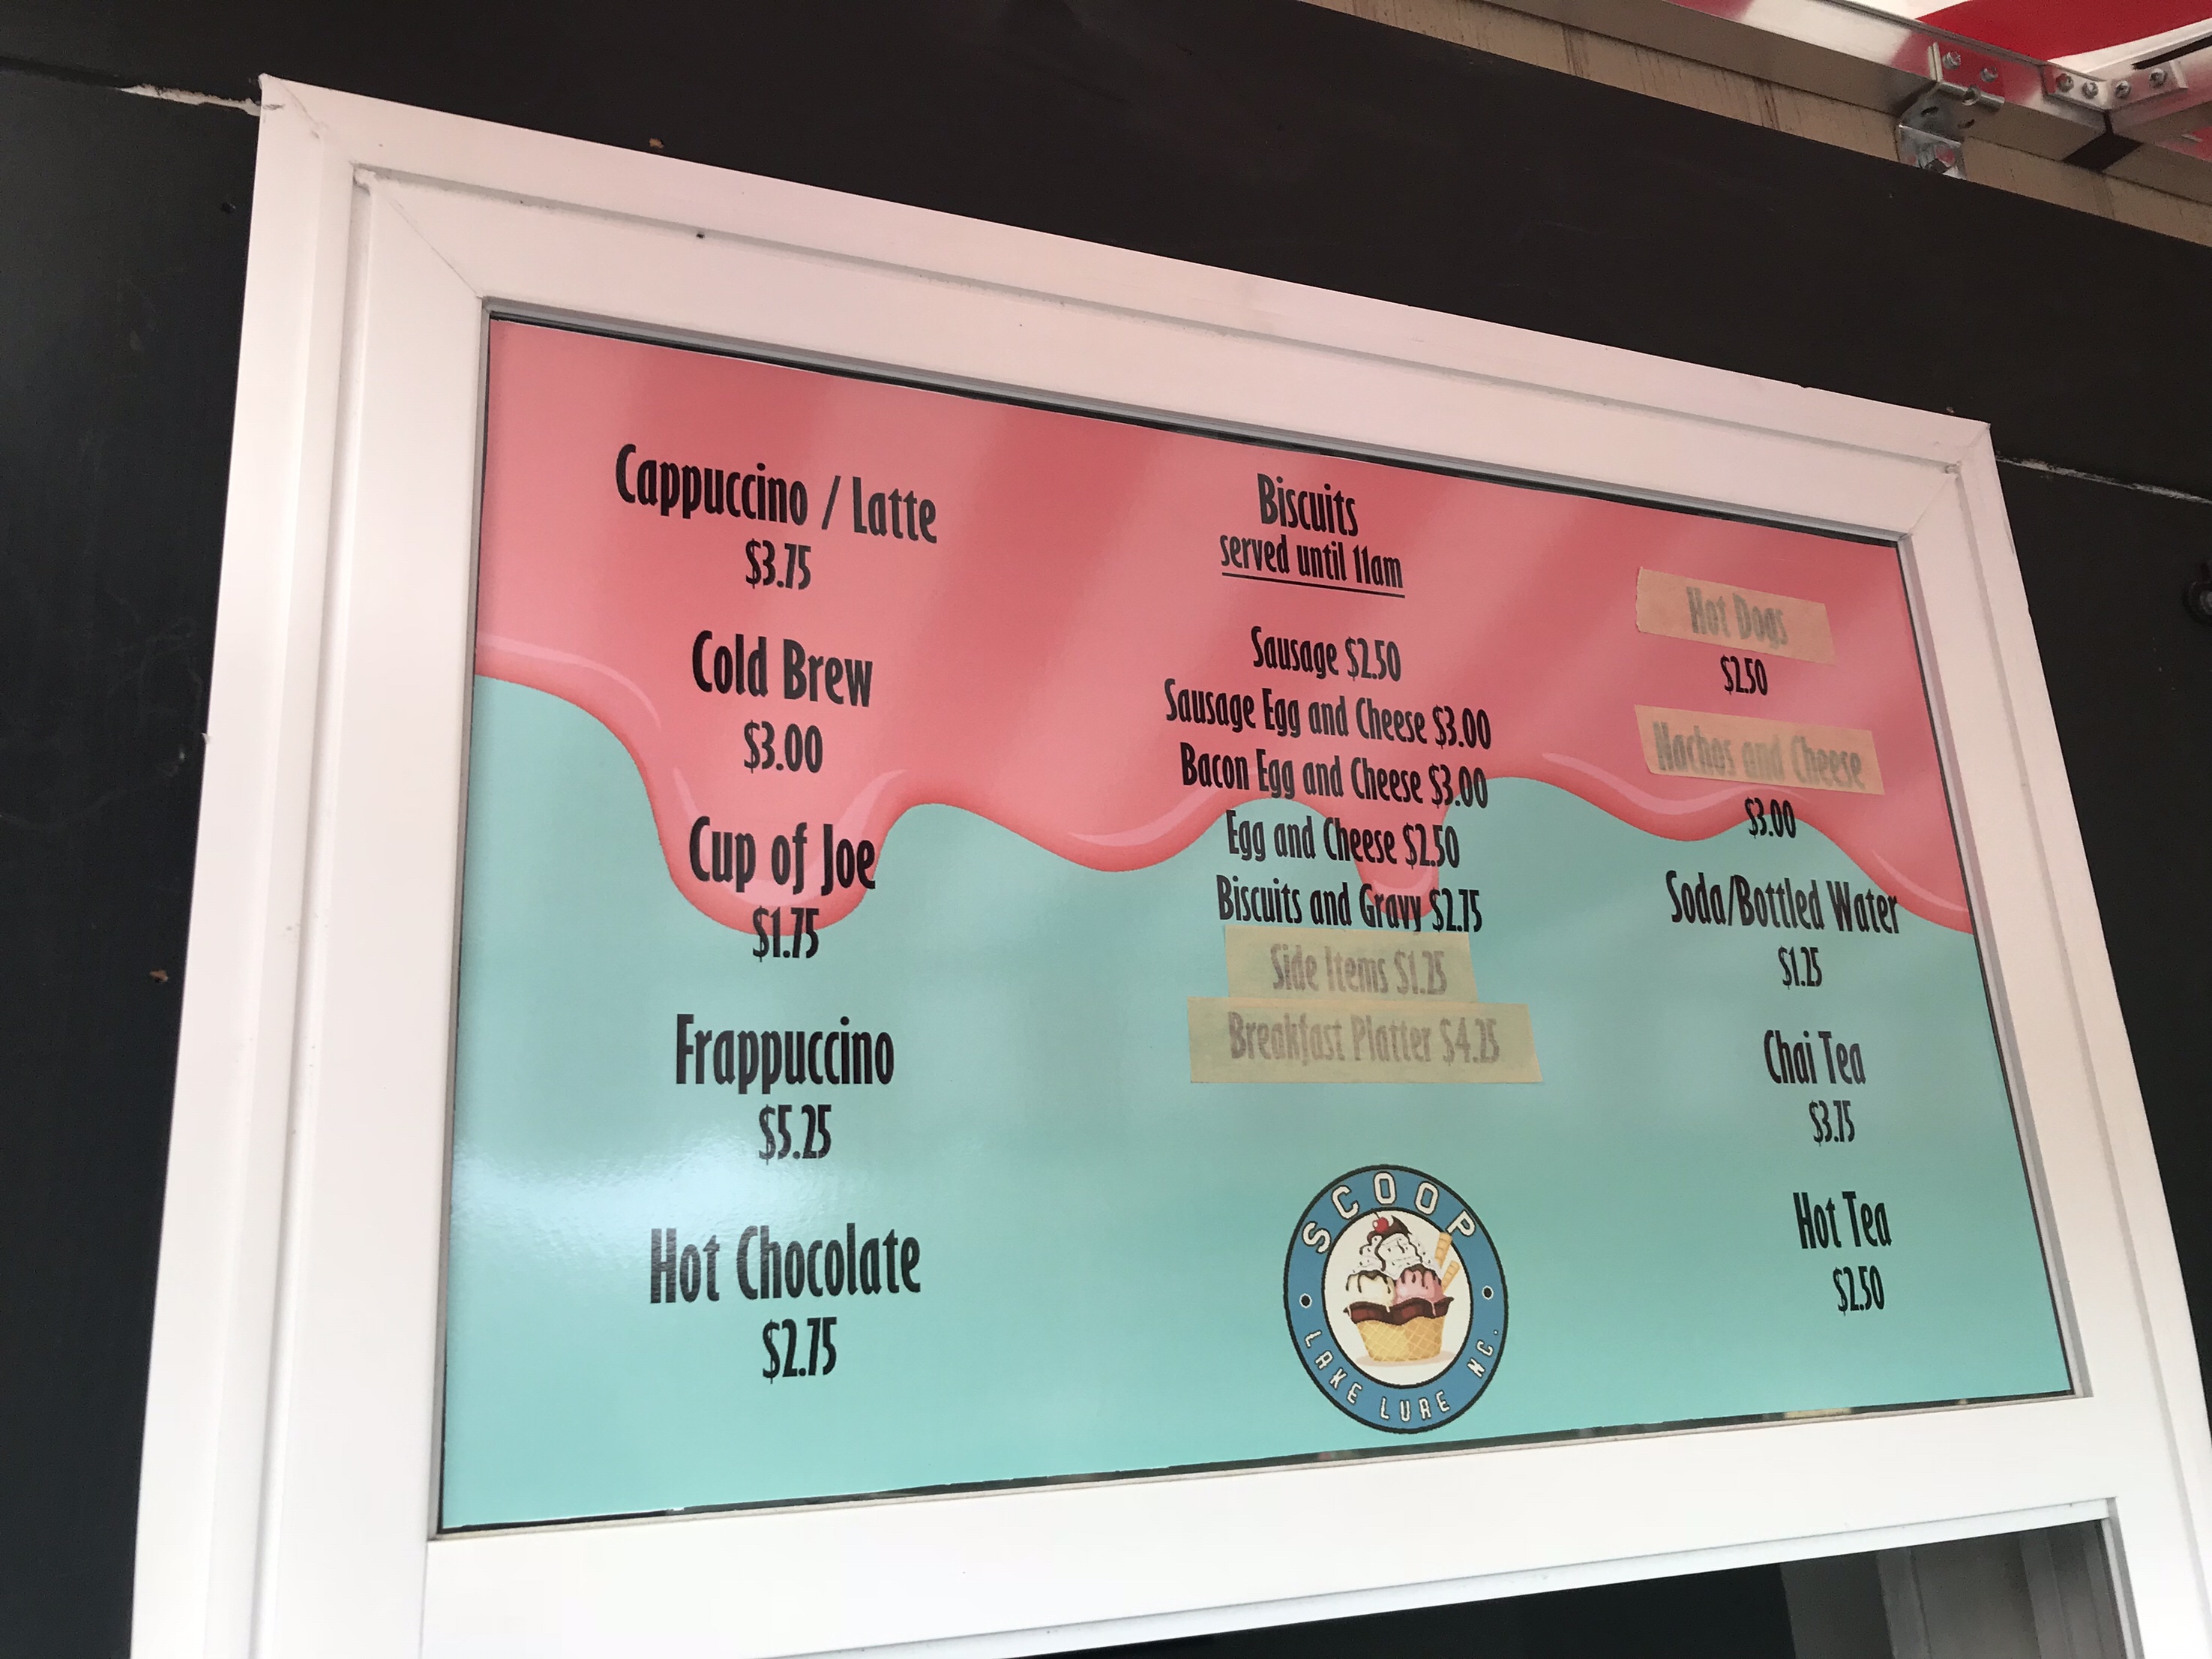 Cappuccino / Latte
$3.75
Cold Brew
$3.00
Cup of Joe
$1.75
Frappuccino
$5.25
Hot Chocolate
$2.75
Biscuits
served until 11am
Sausage $2.50
Sausage Egg and Cheese $3.00
Bacon Egg and Cheese $3.00
Egg and Cheese $2.50
Biscuits and Gravy $2.75
Side Items $1.25
Breakfast Platter $4.25
SCOOP
LAKE LURE NC.
Hot Dogs
$2.50
Nachos and Cheese
$3.00
Soda/Bottled Water
$1.25
Chai Tea
$3.75
Hot Tea
$2.50